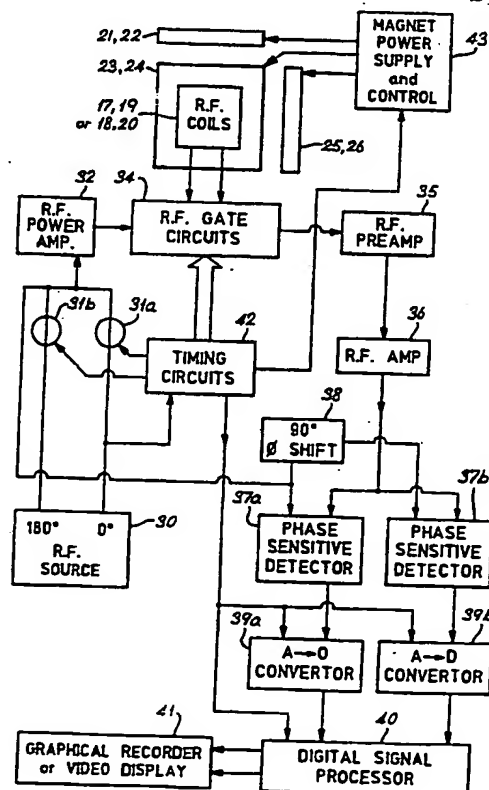 21,22
MAGNET
POWER
SUPPLY
and
CONTROL
43
23,24
17,19
or 18,20
R.F.
COILS
25,26
32
R.F.
POWER
AMP.
34
R.F. GATE
CIRCUITS
35
R.F.
PREAMP
31b
31a
42
TIMING
CIRCUITS
36
R.F. AMP
38
90°
Ø SHIFT
37a
PHASE
SENSITIVE
DETECTOR
37b
PHASE
SENSITIVE
DETECTOR
180° 0°
R.F.
SOURCE
30
39a
A→D
CONVERTOR
39b
A→D
CONVERTOR
41
GRAPHICAL RECORDER
or VIDEO DISPLAY
40
DIGITAL SIGNAL
PROCESSOR